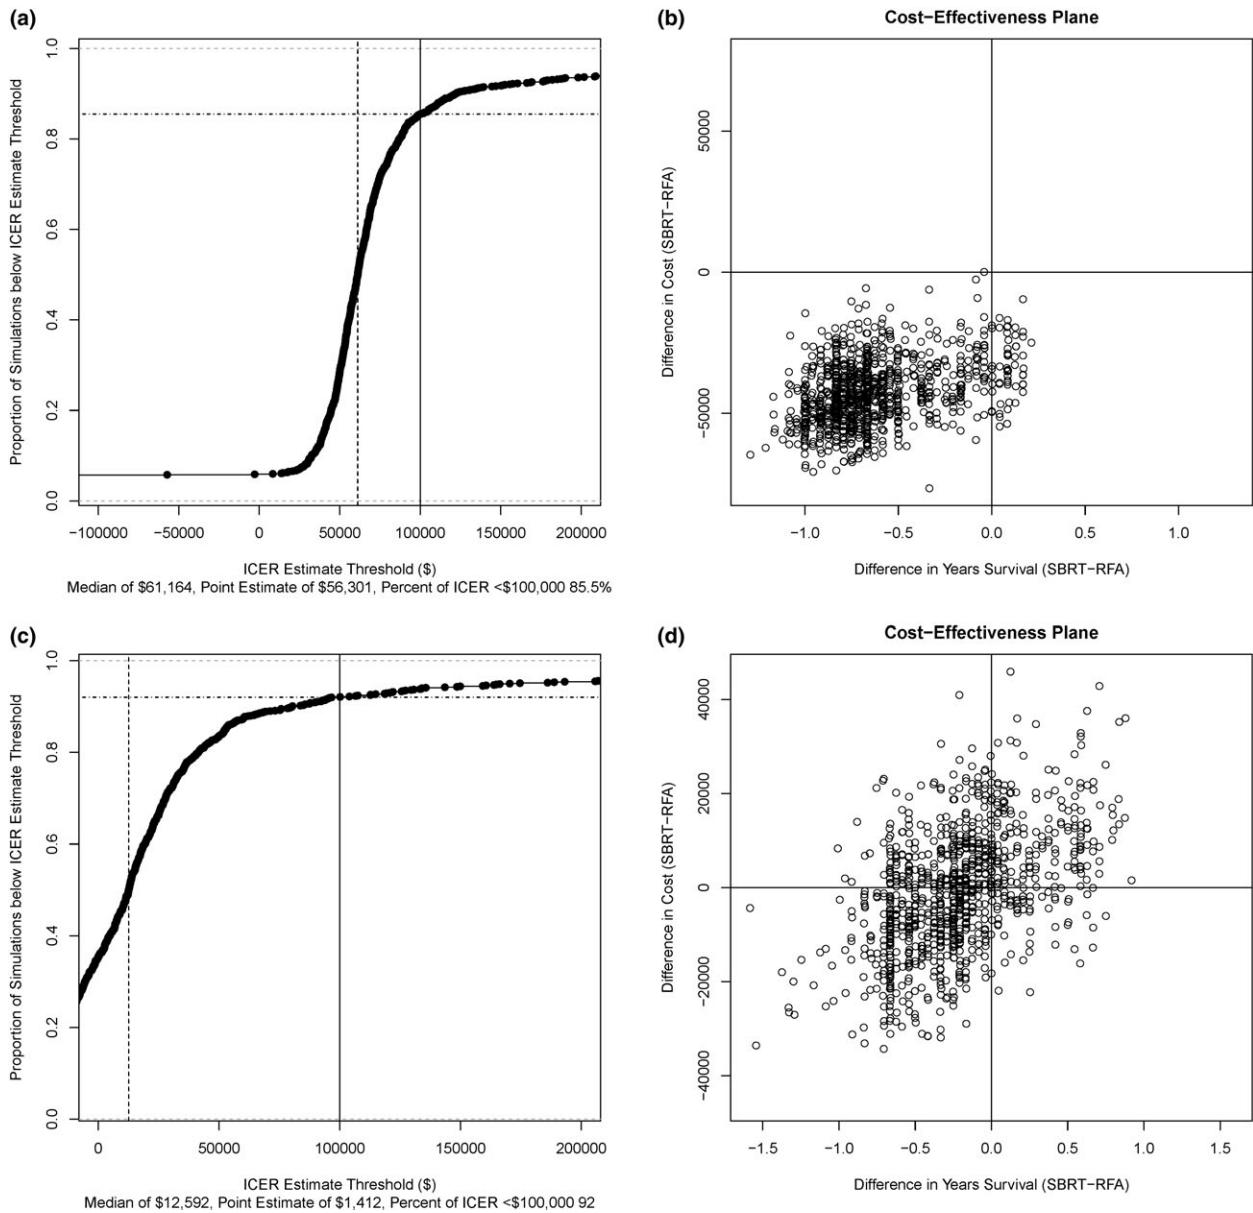 (a)
Proportion of Simulations below ICER Estimate Threshold
1.0
0.8
0.6
0.4
0.2
0.0
−100000 −50000 0 50000 100000 150000 200000
ICER Estimate Threshold ($)
Median of $61,164, Point Estimate of $56,301, Percent of ICER <$100,000 85.5%
(b)
Cost−Effectiveness Plane
Difference in Cost (SBRT−RFA)
50000
0
−50000
−1.0 −0.5 0.0 0.5 1.0
Difference in Years Survival (SBRT−RFA)
(c)
Proportion of Simulations below ICER Estimate Threshold
1.0
0.8
0.6
0.4
0.2
0.0
0 50000 100000 150000 200000
ICER Estimate Threshold ($)
Median of $12,592, Point Estimate of $1,412, Percent of ICER <$100,000 92
(d)
Cost−Effectiveness Plane
Difference in Cost (SBRT−RFA)
40000
20000
0
−20000
−40000
−1.5 −1.0 −0.5 0.0 0.5 1.0 1.5
Difference in Years Survival (SBRT−RFA)